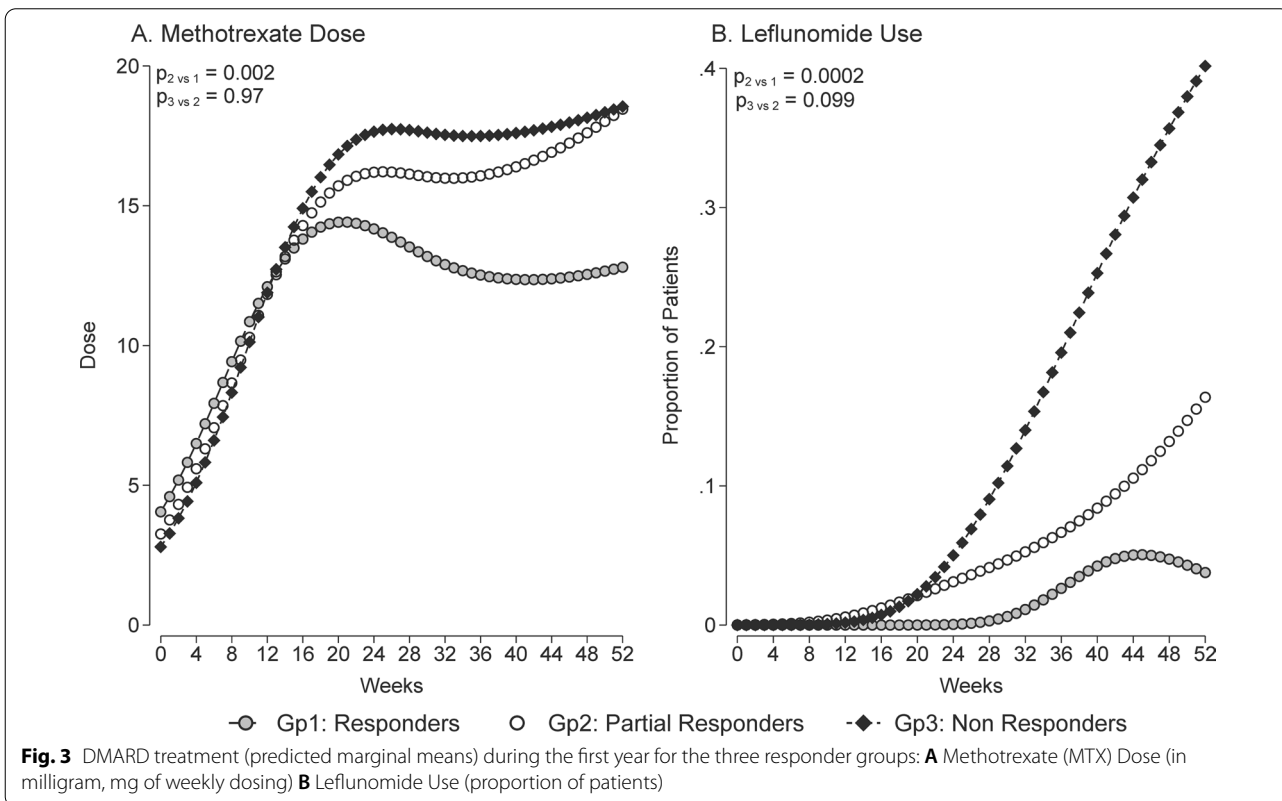 A. Methotrexate Dose
p2 vs 1 = 0.002
p3 vs 2 = 0.97
20
15
10
5
0
Dose
0 4 8 12 16 20 24 28 32 36 40 44 48 52
Weeks
B. Leflunomide Use
p2 vs 1 = 0.0002
p3 vs 2 = 0.099
.4
.3
.2
.1
0
Proportion of Patients
0 4 8 12 16 20 24 28 32 36 40 44 48 52
Weeks
Gp1: Responders Gp2: Partial Responders Gp3: Non Responders
Fig. 3 DMARD treatment (predicted marginal means) during the first year for the three responder groups: A Methotrexate (MTX) Dose (in
milligram, mg of weekly dosing) B Leflunomide Use (proportion of patients)